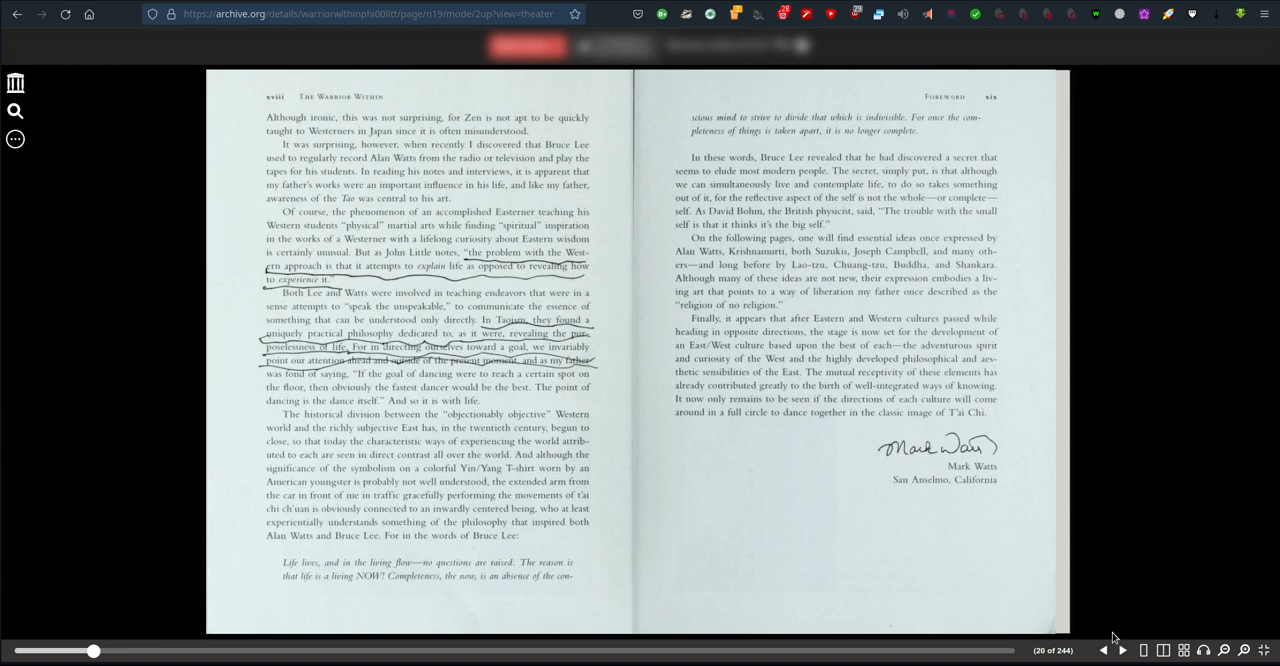 https://archive.org/details/warriorwithinphi00litt/page/n19/mode/2up?view=theater
28
29
xviii THE WARRIOR WITHIN
Although ironic, this was not surprising, for Zen is not apt to be quickly
taught to Westerners in Japan since it is often misunderstood.
It was surprising, however, when recently I discovered that Bruce Lee
used to regularly record Alan Watts from the radio or television and play the
tapes for his students. In reading his notes and interviews, it is apparent that
my father's works were an important influence in his life, and like my father,
awareness of the Tao was central to his art.
Of course, the phenomenon of an accomplished Easterner teaching his
Western students "physical" martial arts while finding "spiritual" inspiration
in the works of a Westerner with a lifelong curiosity about Eastern wisdom
is certainly unusual. But as John Little notes, "the problem with the West-
ern approach is that it attempts to explain life as opposed to revealing how
to experience it."
Both Lee and Watts were involved in teaching endeavors that were in a
sense attempts to "speak the unspeakable," to communicate the essence of
something that can be understood only directly. In Taoism, they found a
uniquely practical philosophy dedicated to, as it were, revealing the pur-
poselessness of life. For in directing ourselves toward a goal, we invariably
point our attention ahead and outside of the present moment, and as my father
was fond of saying, "If the goal of dancing were to reach a certain spot on
the floor, then obviously the fastest dancer would be the best. The point of
dancing is the dance itself." And so it is with life.
The historical division between the "objectionably objective" Western
world and the richly subjective East has, in the twentieth century, begun to
close, so that today the characteristic ways of experiencing the world attrib-
uted to each are seen in direct contrast all over the world. And although the
significance of the symbolism on a colorful Yin/Yang T-shirt worn by an
American youngster is probably not well understood, the extended arm from
the car in front of me in traffic gracefully performing the movements of t'ai
chi ch'uan is obviously connected to an inwardly centered being, who at least
experientially understands something of the philosophy that inspired both
Alan Watts and Bruce Lee. For in the words of Bruce Lee:
Life lives, and in the living flow—no questions are raised. The reason is
that life is a living NOW! Completeness, the now, is an absence of the con-
FOREWORD xix
scious mind to strive to divide that which is indivisible. For once the com-
pleteness of things is taken apart, it is no longer complete.
In these words, Bruce Lee revealed that he had discovered a secret that
seems to elude most modern people. The secret, simply put, is that although
we can simultaneously live and contemplate life, to do so takes something
out of it, for the reflective aspect of the self is not the whole—or complete—
self. As David Bohm, the British physicist, said, "The trouble with the small
self is that it thinks it's the big self."
On the following pages, one will find essential ideas once expressed by
Alan Watts, Krishnamurti, both Suzukis, Joseph Campbell, and many oth-
ers—and long before by Lao-tzu, Chuang-tzu, Buddha, and Shankara.
Although many of these ideas are not new, their expression embodies a liv-
ing art that points to a way of liberation my father once described as the
"religion of no religion."
Finally, it appears that after Eastern and Western cultures passed while
heading in opposite directions, the stage is now set for the development of
an East/West culture based upon the best of each—the adventurous spirit
and curiosity of the West and the highly developed philosophical and aes-
thetic sensibilities of the East. The mutual receptivity of these elements has
already contributed greatly to the birth of well-integrated ways of knowing.
It now only remains to be seen if the directions of each culture will come
around in a full circle to dance together in the classic image of T'ai Chi.
Mark Watts
Mark Watts
San Anselmo, California
(20 of 244)